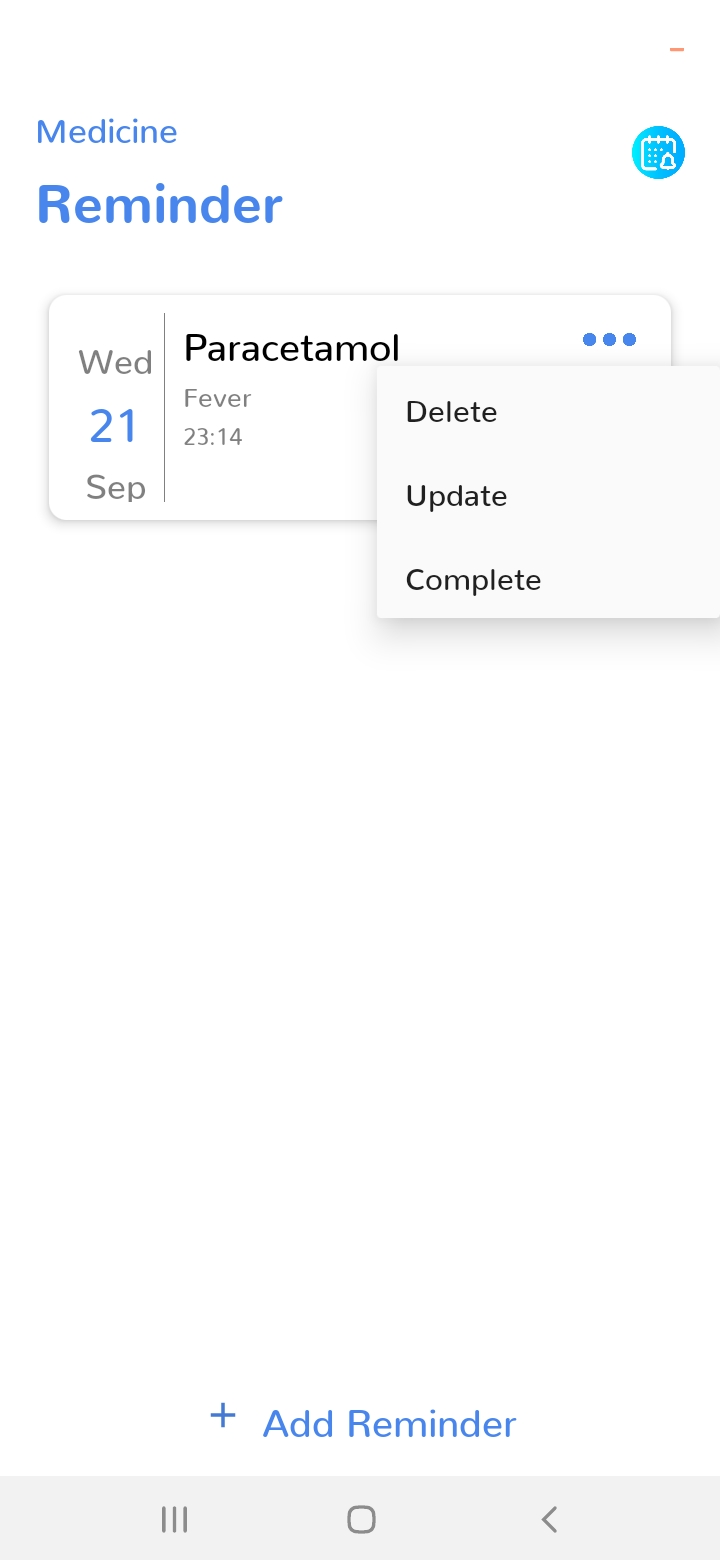 Medicine
Reminder
Wed
21
Sep
Paracetamol
Fever
23:14
Delete
Update
Complete
+ Add Reminder